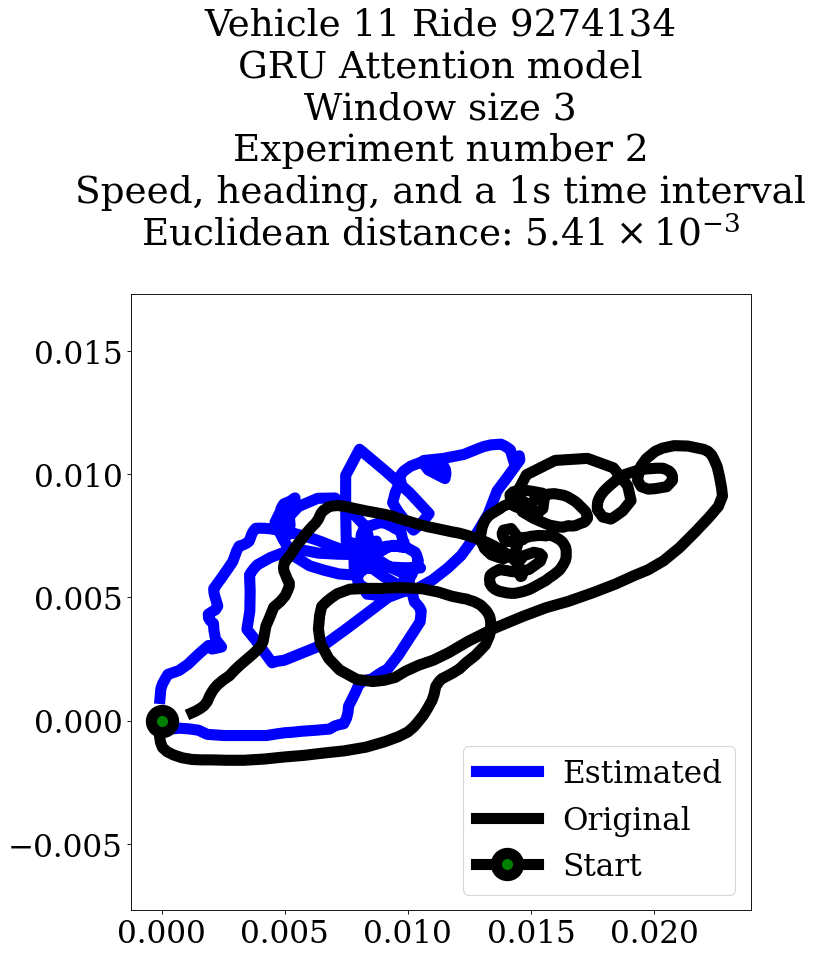 Vehicle 11 Ride 9274134
GRU Attention model
Window size 3
Experiment number 2
Speed, heading, and a 1s time interval
Euclidean distance: 5.41 × 10⁻³
0.015
0.010
0.005
0.000
−0.005
0.000 0.005 0.010 0.015 0.020
Estimated
Original
Start